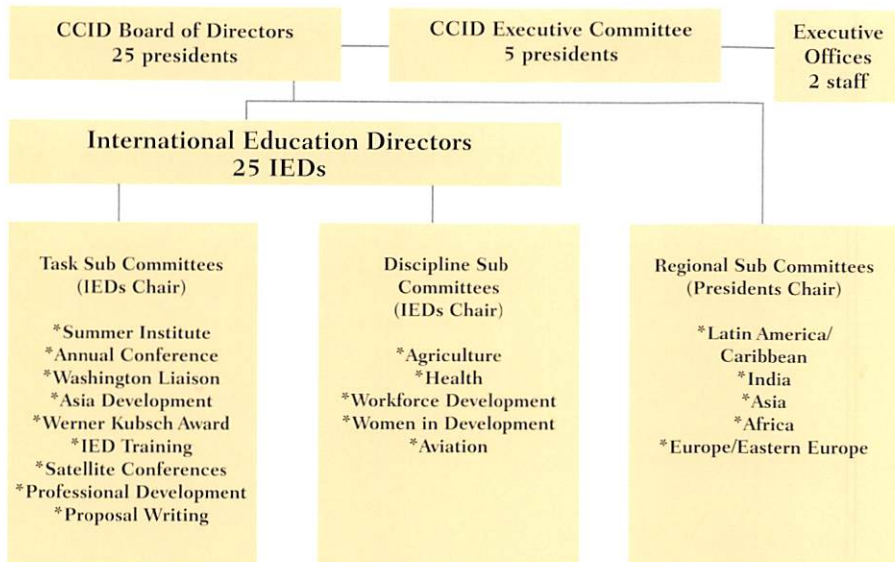 CCID Board of Directors
25 presidents
CCID Executive Committee
5 presidents
Executive
Offices
2 staff
International Education Directors
25 IEDs
Task Sub Committees
(IEDs Chair)
*Summer Institute
*Annual Conference
*Washington Liaison
*Asia Development
*Werner Kubsch Award
*IED Training
*Satellite Conferences
*Professional Development
*Proposal Writing
Discipline Sub
Committees
(IEDs Chair)
*Agriculture
*Health
*Workforce Development
*Women in Development
*Aviation
Regional Sub Committees
(Presidents Chair)
*Latin America/
Caribbean
*India
*Asia
*Africa
*Europe/Eastern Europe